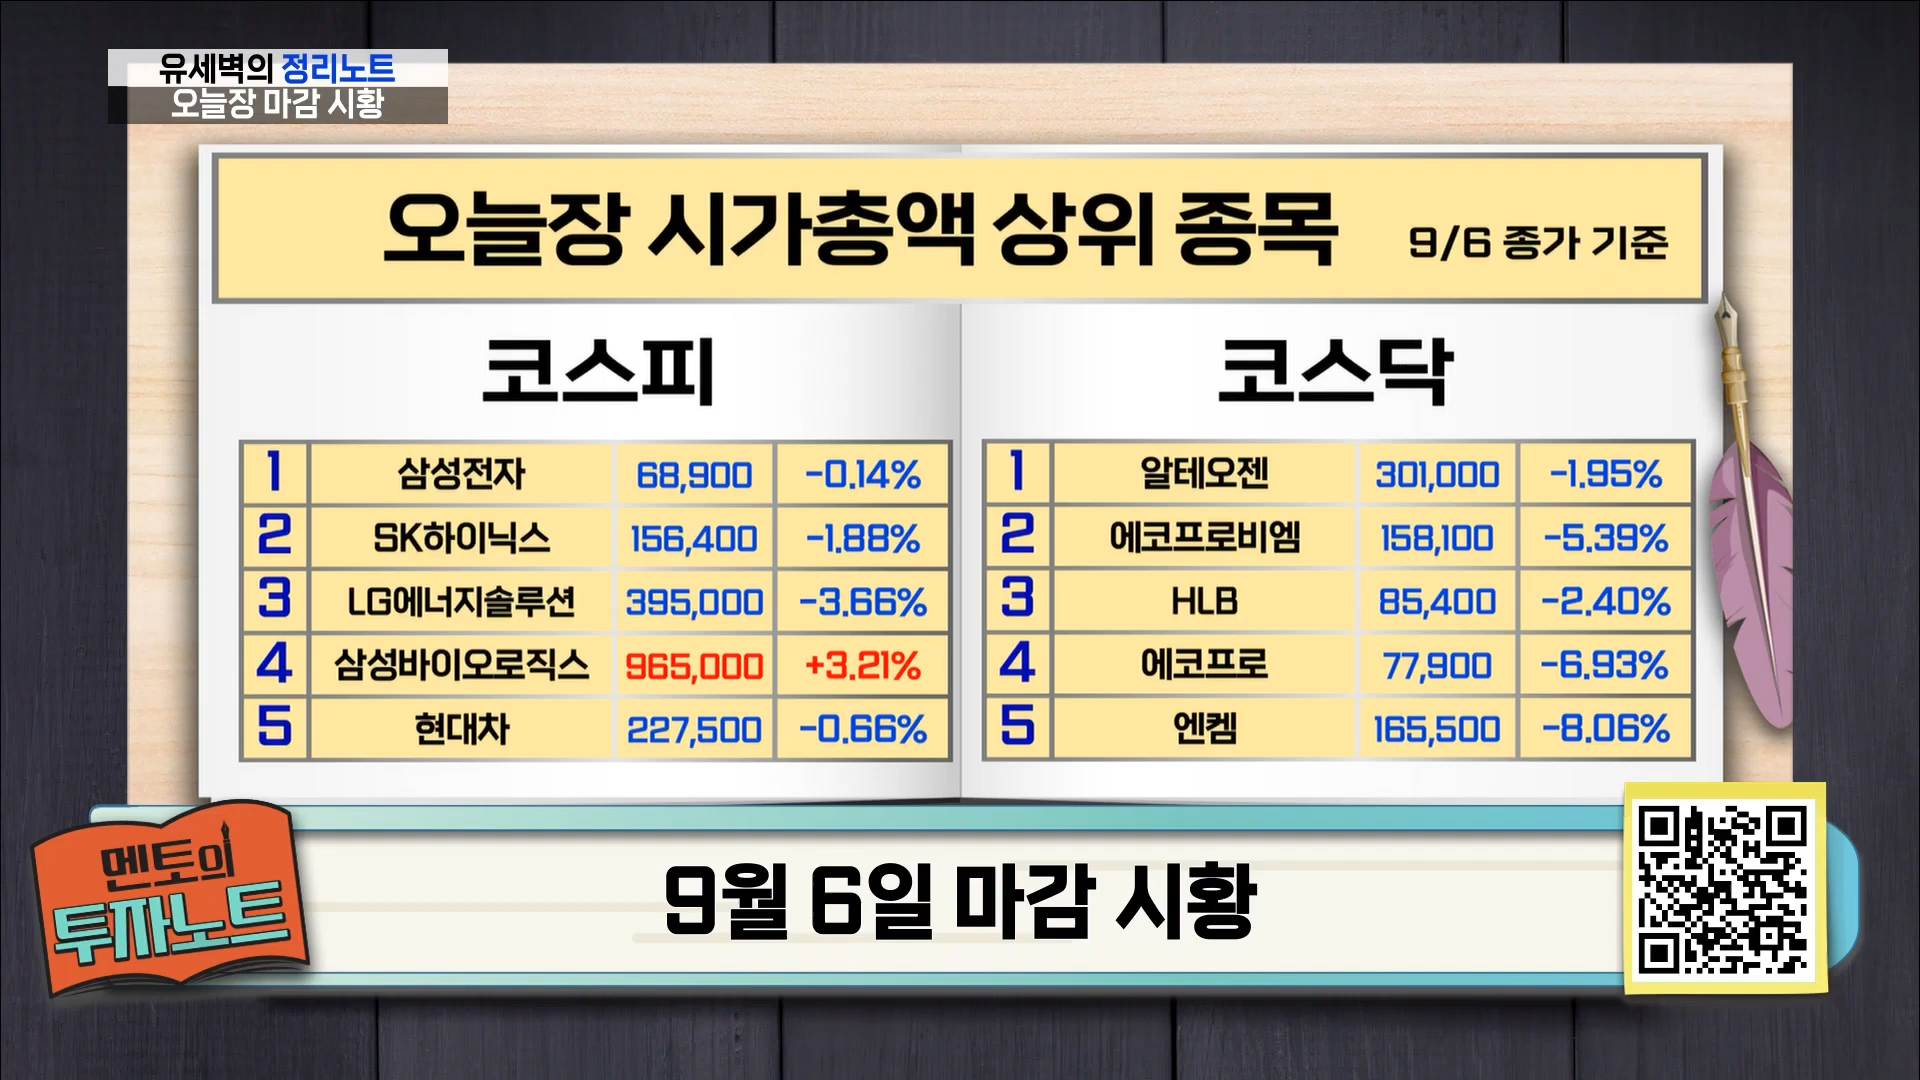 유세벽의 정리노트
오늘장 마감 시황
오늘장 시가총액 상위 종목 9/6 종가 기준
코스피
1 삼성전자 68,900 -0.14%
2 SK하이닉스 156,400 -1.88%
3 LG에너지솔루션 395,000 -3.66%
4 삼성바이오로직스 965,000 +3.21%
5 현대차 227,500 -0.66%
코스닥
1 알테오젠 301,000 -1.95%
2 에코프로비엠 158,100 -5.39%
3 HLB 85,400 -2.40%
4 에코프로 77,900 -6.93%
5 엔켐 165,500 -8.06%
멘토의
투자노트
9월 6일 마감 시황